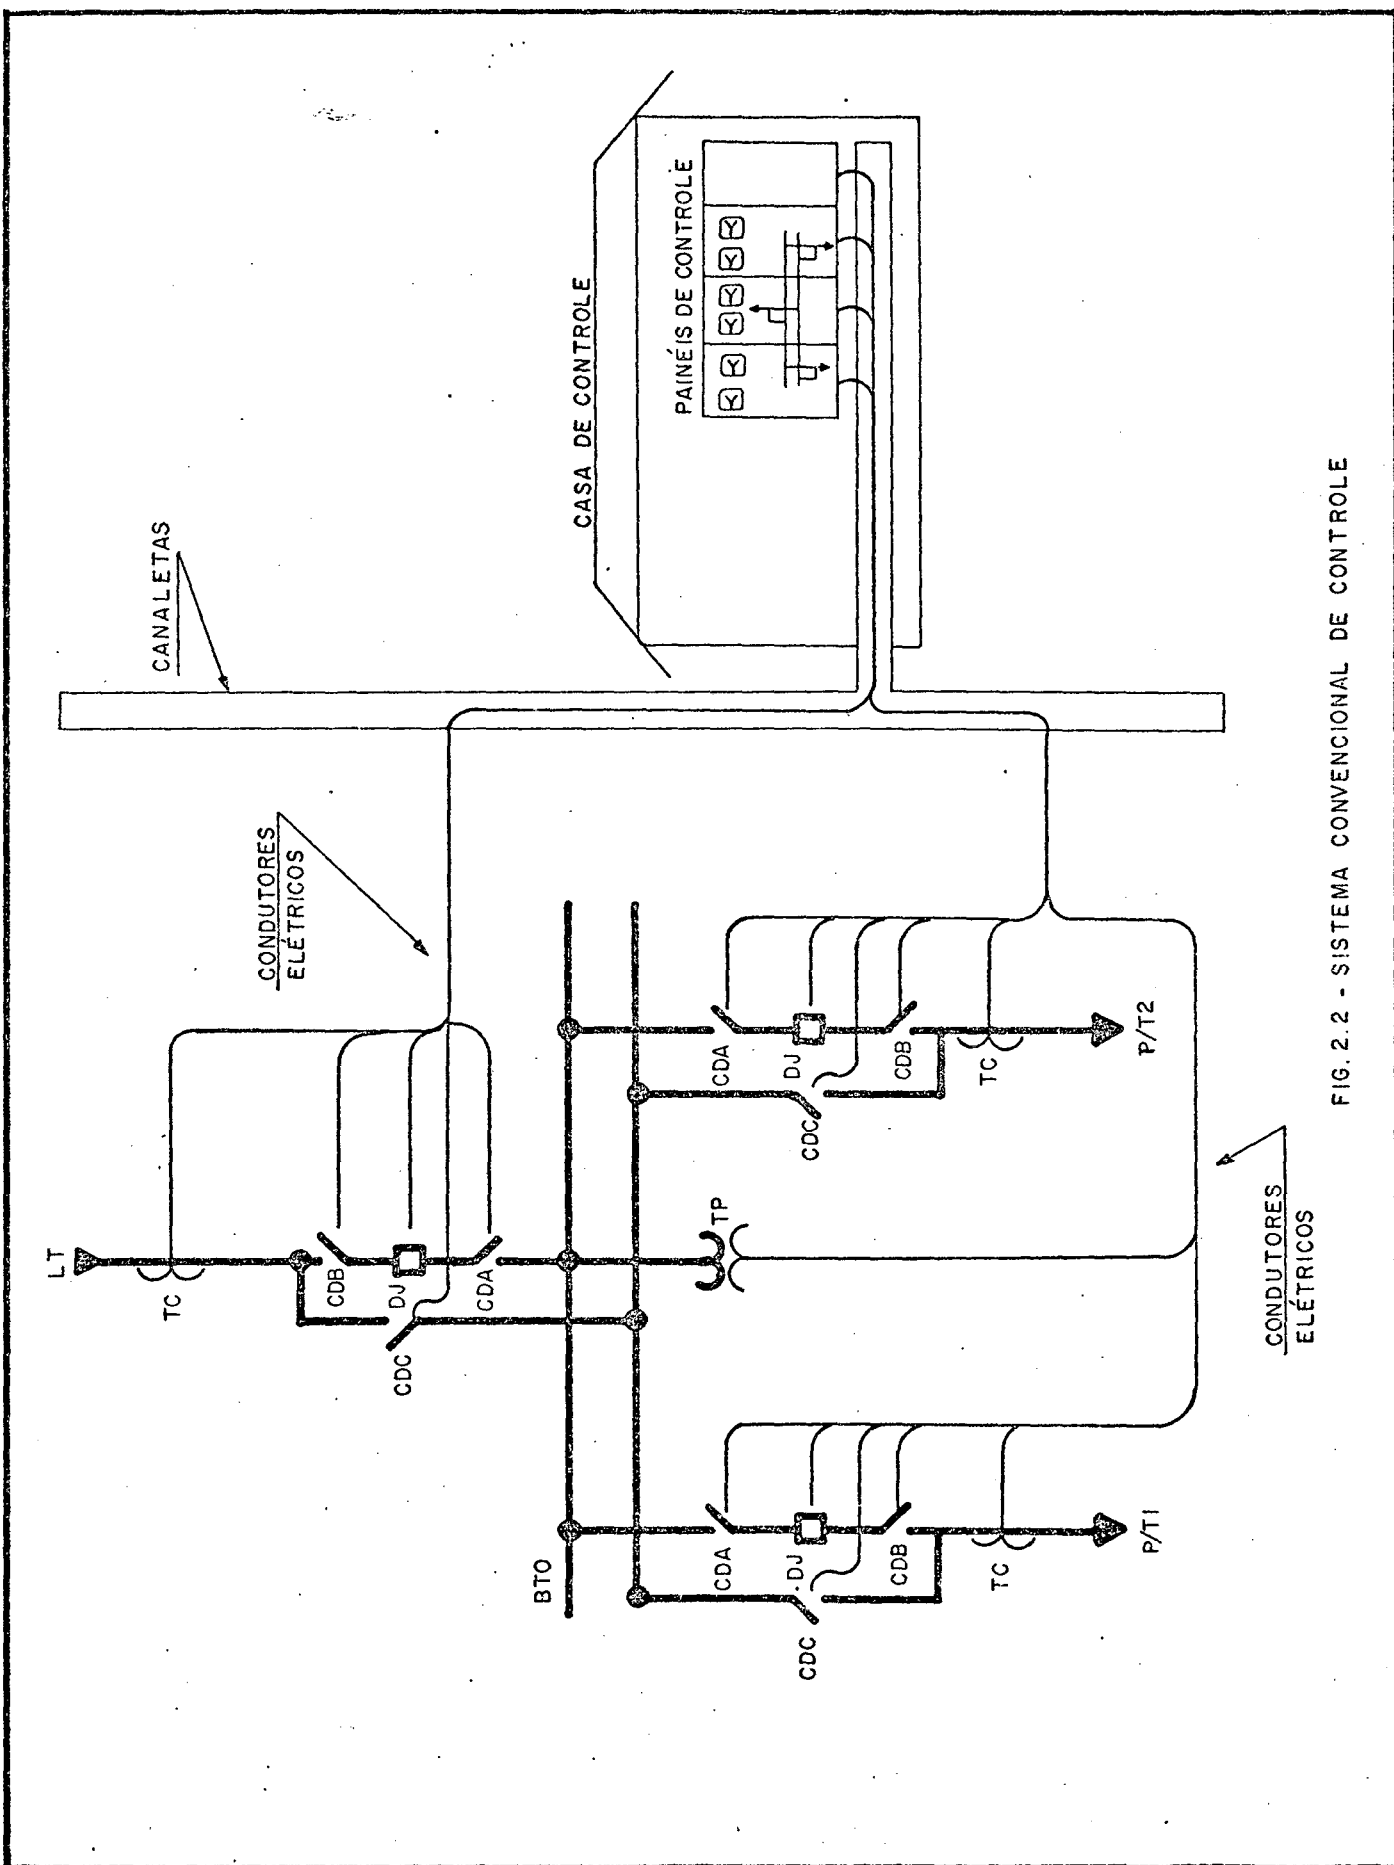 LT
TC
CDB
DJ
CDA
CDC
CONDUTORES
ELÉTRICOS
CANALETAS
CASA DE CONTROLE
PAINÉIS DE CONTROLE
Y Y Y Y Y Y
BTO
CDA
DJ
CDB
CDC
TC
P/T1
TP
CDA
DJ
CDB
CDC
TC
P/T2
CONDUTORES
ELÉTRICOS
FIG. 2.2 - SISTEMA CONVENCIONAL DE CONTROLE